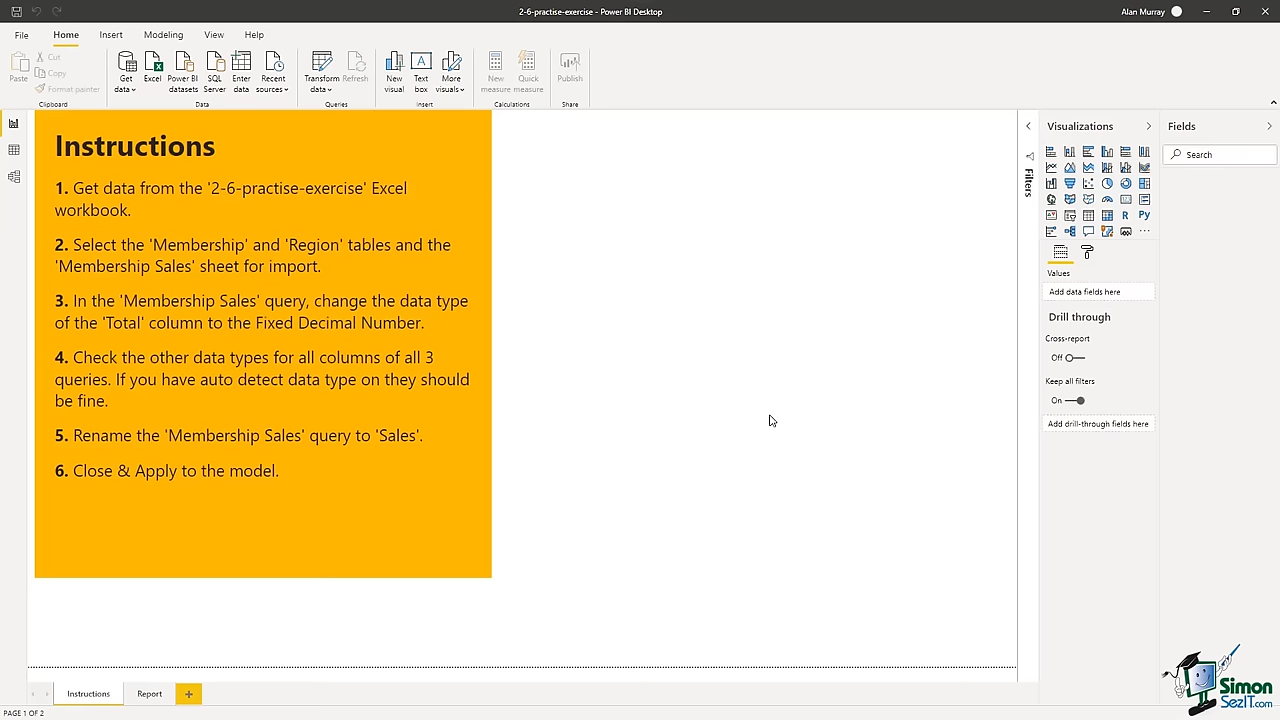 2-6-practise-exercise - Power BI Desktop
Alan Murray
File Home Insert Modeling View Help
Paste
Cut
Copy
Format painter
Clipboard
Get data
Excel
Power BI datasets
SQL Server
Enter data
Recent sources
Data
Transform data
Refresh
Queries
New visual
Text box
More visuals
Insert
New measure
Quick measure
Calculations
Publish
Share
Instructions
1. Get data from the '2-6-practise-exercise' Excel
workbook.
2. Select the 'Membership' and 'Region' tables and the
'Membership Sales' sheet for import.
3. In the 'Membership Sales' query, change the data type
of the 'Total' column to the Fixed Decimal Number.
4. Check the other data types for all columns of all 3
queries. If you have auto detect data type on they should
be fine.
5. Rename the 'Membership Sales' query to 'Sales'.
6. Close & Apply to the model.
Filters
Visualizations
R Py
Values
Add data fields here
Drill through
Cross-report
Off
Keep all filters
On
Add drill-through fields here
Fields
Search
Instructions Report +
PAGE 1 OF 2
Simon
SezIT.com